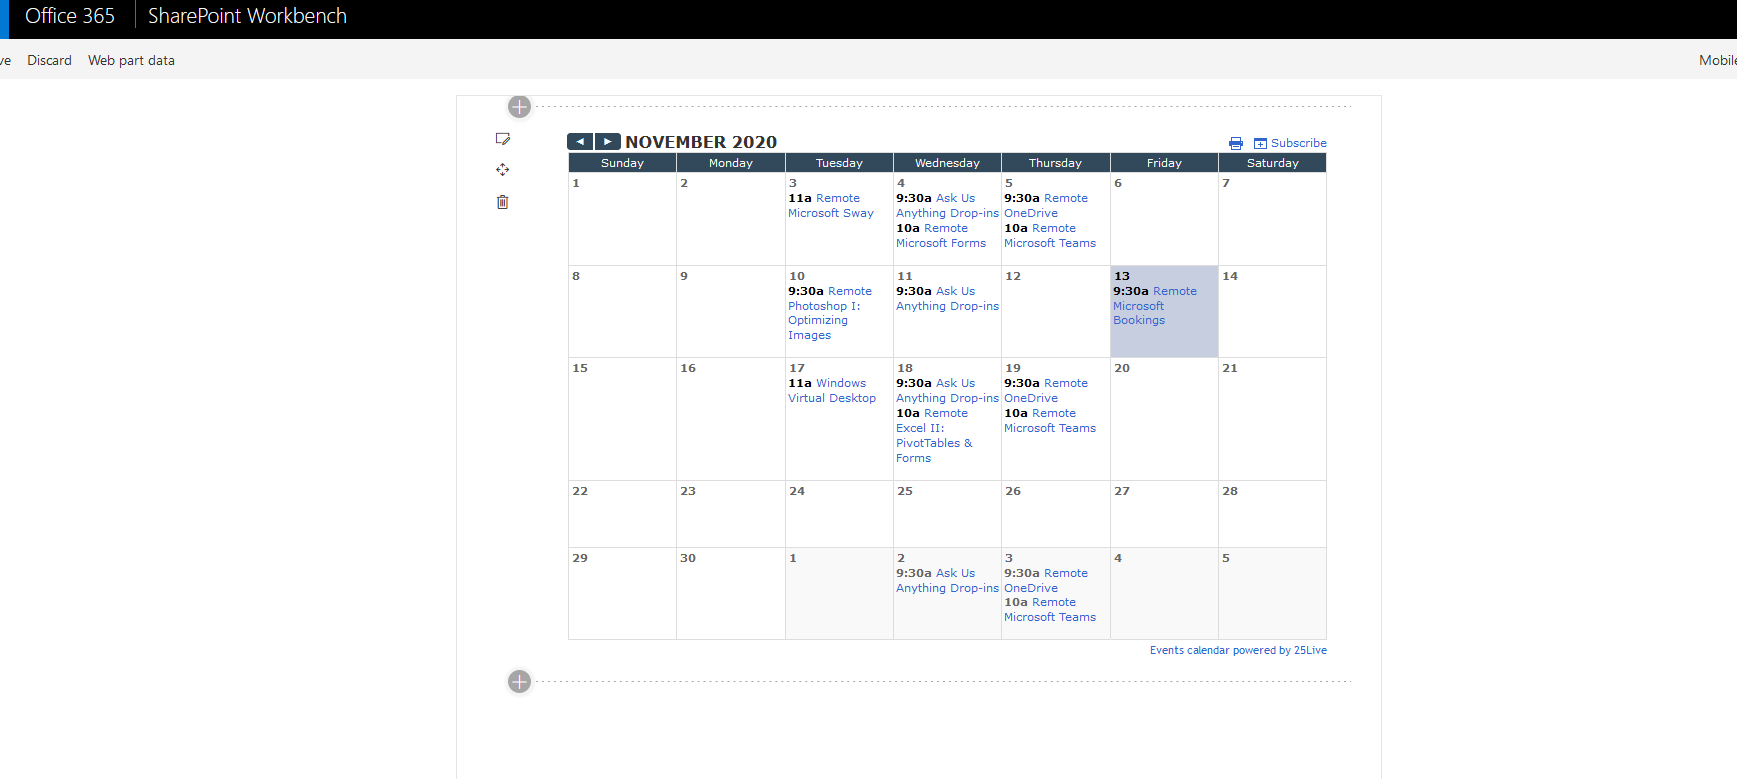 Office 365 SharePoint Workbench
ve Discard Web part data Mobile
◄ ► NOVEMBER 2020 Subscribe
Sunday Monday Tuesday Wednesday Thursday Friday Saturday
1
2
3
11a Remote
Microsoft Sway
4
9:30a Ask Us
Anything Drop-ins
10a Remote
Microsoft Forms
5
9:30a Remote
OneDrive
10a Remote
Microsoft Teams
6
7
8
9
10
9:30a Remote
Photoshop I:
Optimizing
Images
11
9:30a Ask Us
Anything Drop-ins
12
13
9:30a Remote
Microsoft
Bookings
14
15
16
17
11a Windows
Virtual Desktop
18
9:30a Ask Us
Anything Drop-ins
10a Remote
Excel II:
PivotTables &
Forms
19
9:30a Remote
OneDrive
10a Remote
Microsoft Teams
20
21
22
23
24
25
26
27
28
29
30
1
2
9:30a Ask Us
Anything Drop-ins
3
9:30a Remote
OneDrive
10a Remote
Microsoft Teams
4
5
Events calendar powered by 25Live